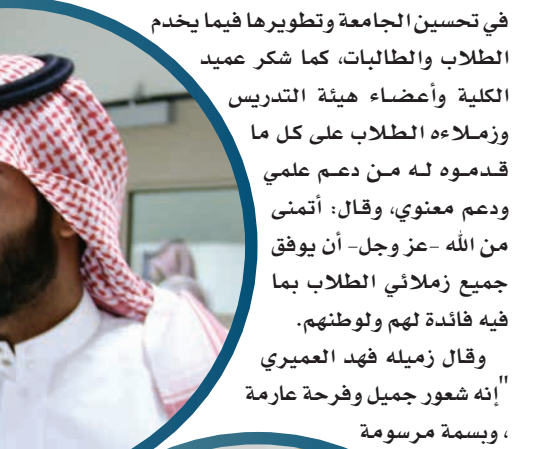 في تحسين الجامعة وتطويرها فيما يخدم
الطلاب والطالبات، كما شكر عميد
الكلية وأعضاء هيئة التدريس
وزملاءه الطلاب على كل ما
قدموه له من دعم علمي
ودعم معنوي، وقال: أتمنى
من الله -عز وجل- أن يوفق
جميع زملائي الطلاب بما
فيه فائدة لهم ولوطنهم.
وقال زميله فهد العميري
"إنه شعور جميل وفرحة عارمة
، وبسمة مرسومة